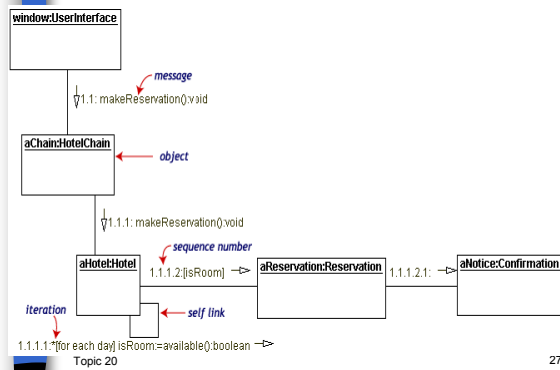 window:UserInterface
message
1.1: makeReservation():void
aChain:HotelChain
object
1.1.1: makeReservation():void
sequence number
aHotel:Hotel
1.1.1.2:[isRoom]
aReservation:Reservation
1.1.1.2.1:
aNotice:Confirmation
iteration
self link
1.1.1.1:*[for each day] isRoom:=available():boolean
Topic 20
27